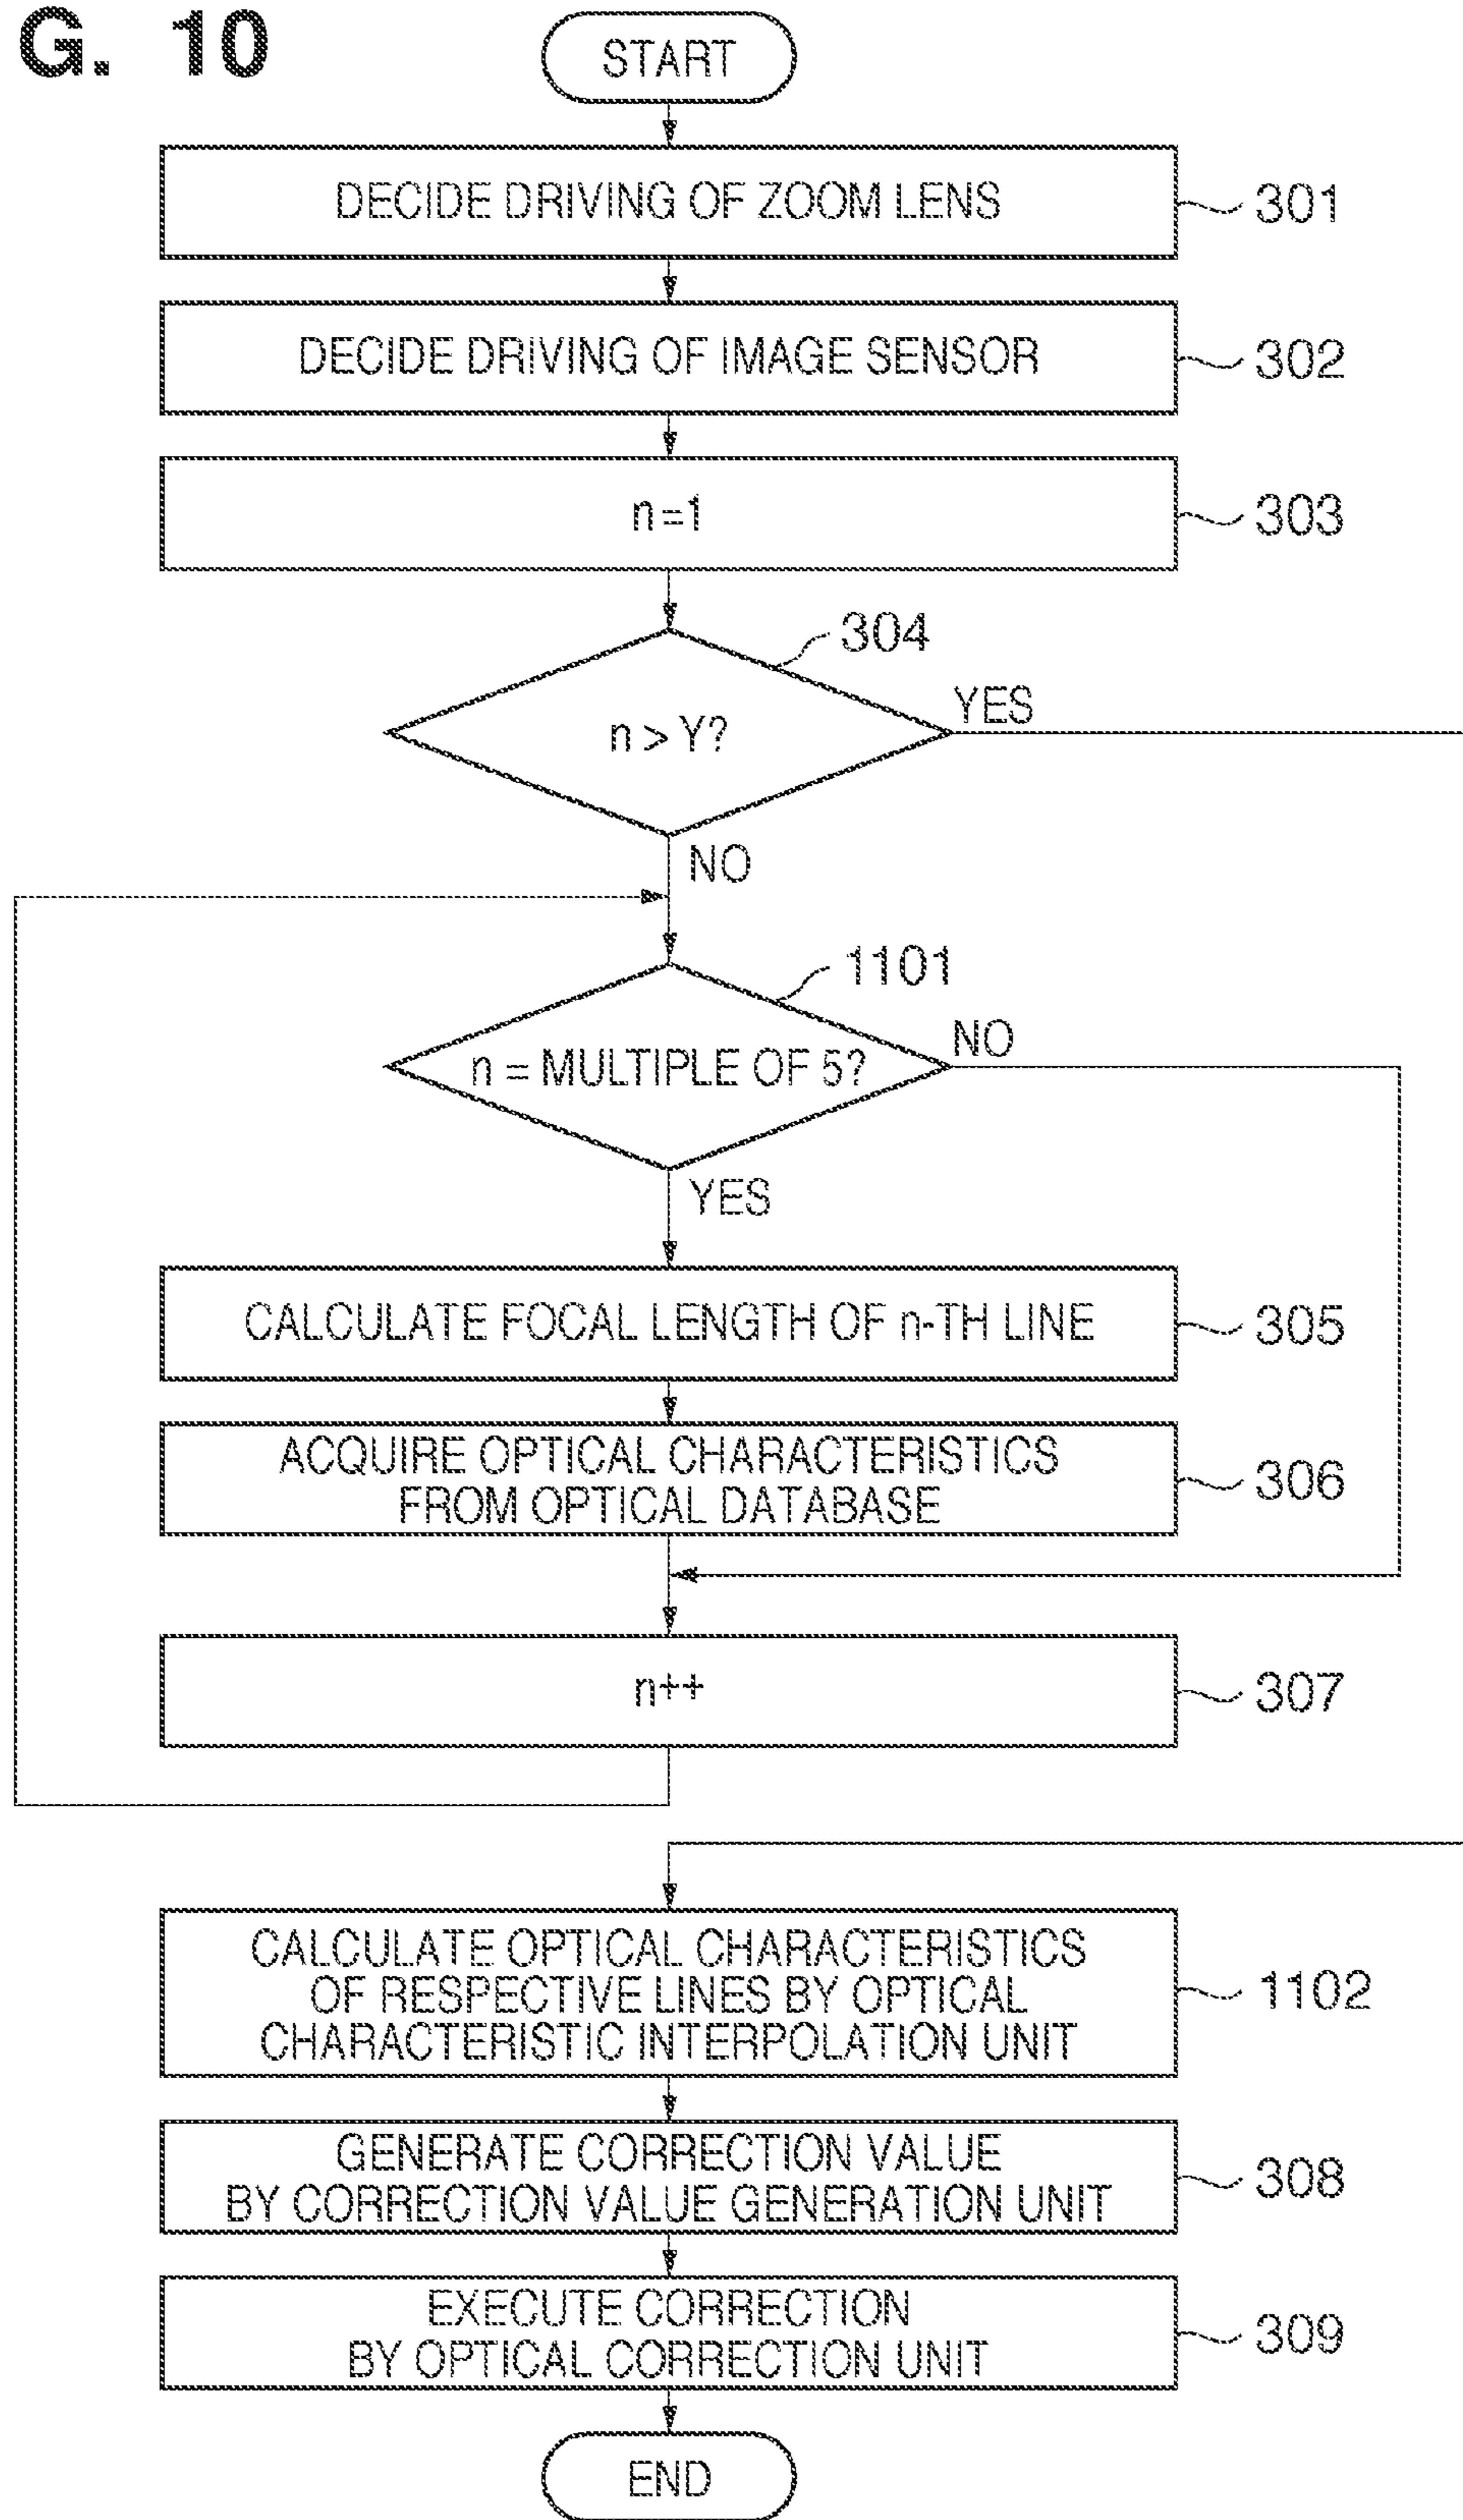 G. 10
START
DECIDE DRIVING OF ZOOM LENS
301
DECIDE DRIVING OF IMAGE SENSOR
302
n=1
303
304
n > Y?
YES
NO
1101
n = MULTIPLE OF 5?
NO
YES
CALCULATE FOCAL LENGTH OF n-TH LINE
305
ACQUIRE OPTICAL CHARACTERISTICS
FROM OPTICAL DATABASE
306
n++
307
CALCULATE OPTICAL CHARACTERISTICS
OF RESPECTIVE LINES BY OPTICAL
CHARACTERISTIC INTERPOLATION UNIT
1102
GENERATE CORRECTION VALUE
BY CORRECTION VALUE GENERATION UNIT
308
EXECUTE CORRECTION
BY OPTICAL CORRECTION UNIT
309
END